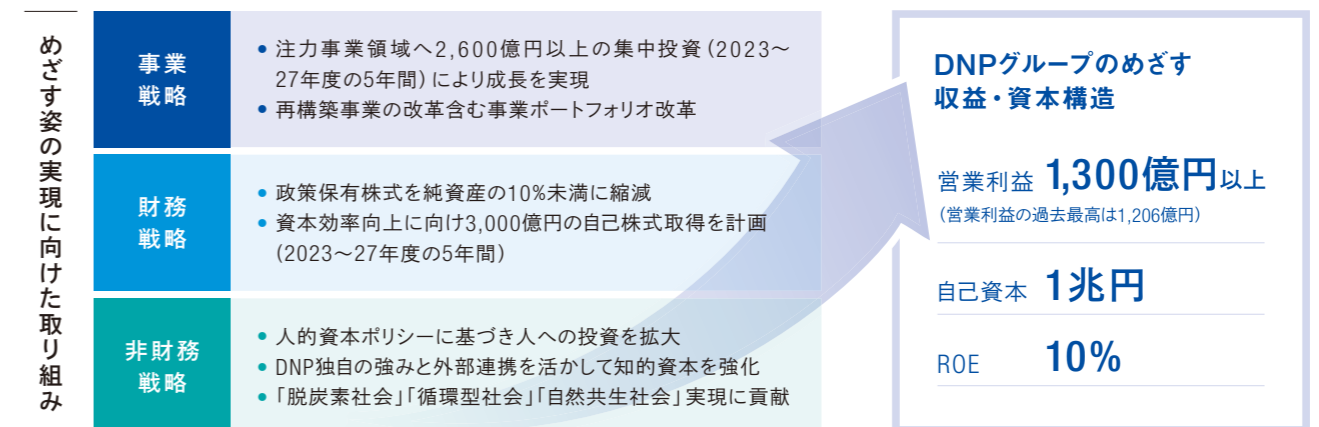 めざす姿の実現に向けた取り組み
事業
戦略
● 注力事業領域へ2,600億円以上の集中投資（2023～
27年度の5年間）により成長を実現
● 再構築事業の改革含む事業ポートフォリオ改革
財務
戦略
● 政策保有株式を純資産の10%未満に縮減
● 資本効率向上に向け3,000億円の自己株式取得を計画
（2023～27年度の5年間）
非財務
戦略
● 人的資本ポリシーに基づき人への投資を拡大
● DNP独自の強みと外部連携を活かして知的資本を強化
● 「脱炭素社会」「循環型社会」「自然共生社会」実現に貢献
DNPグループのめざす
収益・資本構造
営業利益 1,300億円以上
（営業利益の過去最高は1,206億円）
自己資本 1兆円
ROE 10%